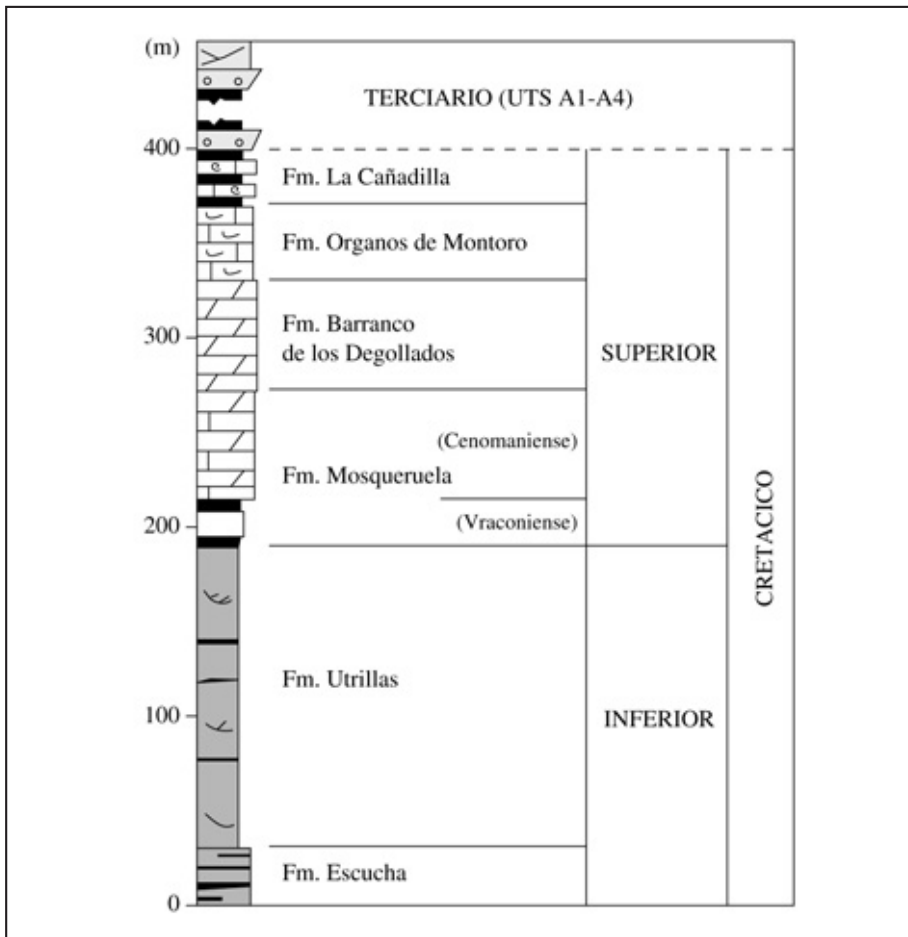 (m)
TERCIARIO (UTS A1-A4)
400
Fm. La Cañadilla
Fm. Organos de Montoro
300
Fm. Barranco
de los Degollados
SUPERIOR
(Cenomaniense)
Fm. Mosqueruela
200
(Vraconiense)
CRETACICO
Fm. Utrillas
100
INFERIOR
Fm. Escucha
0